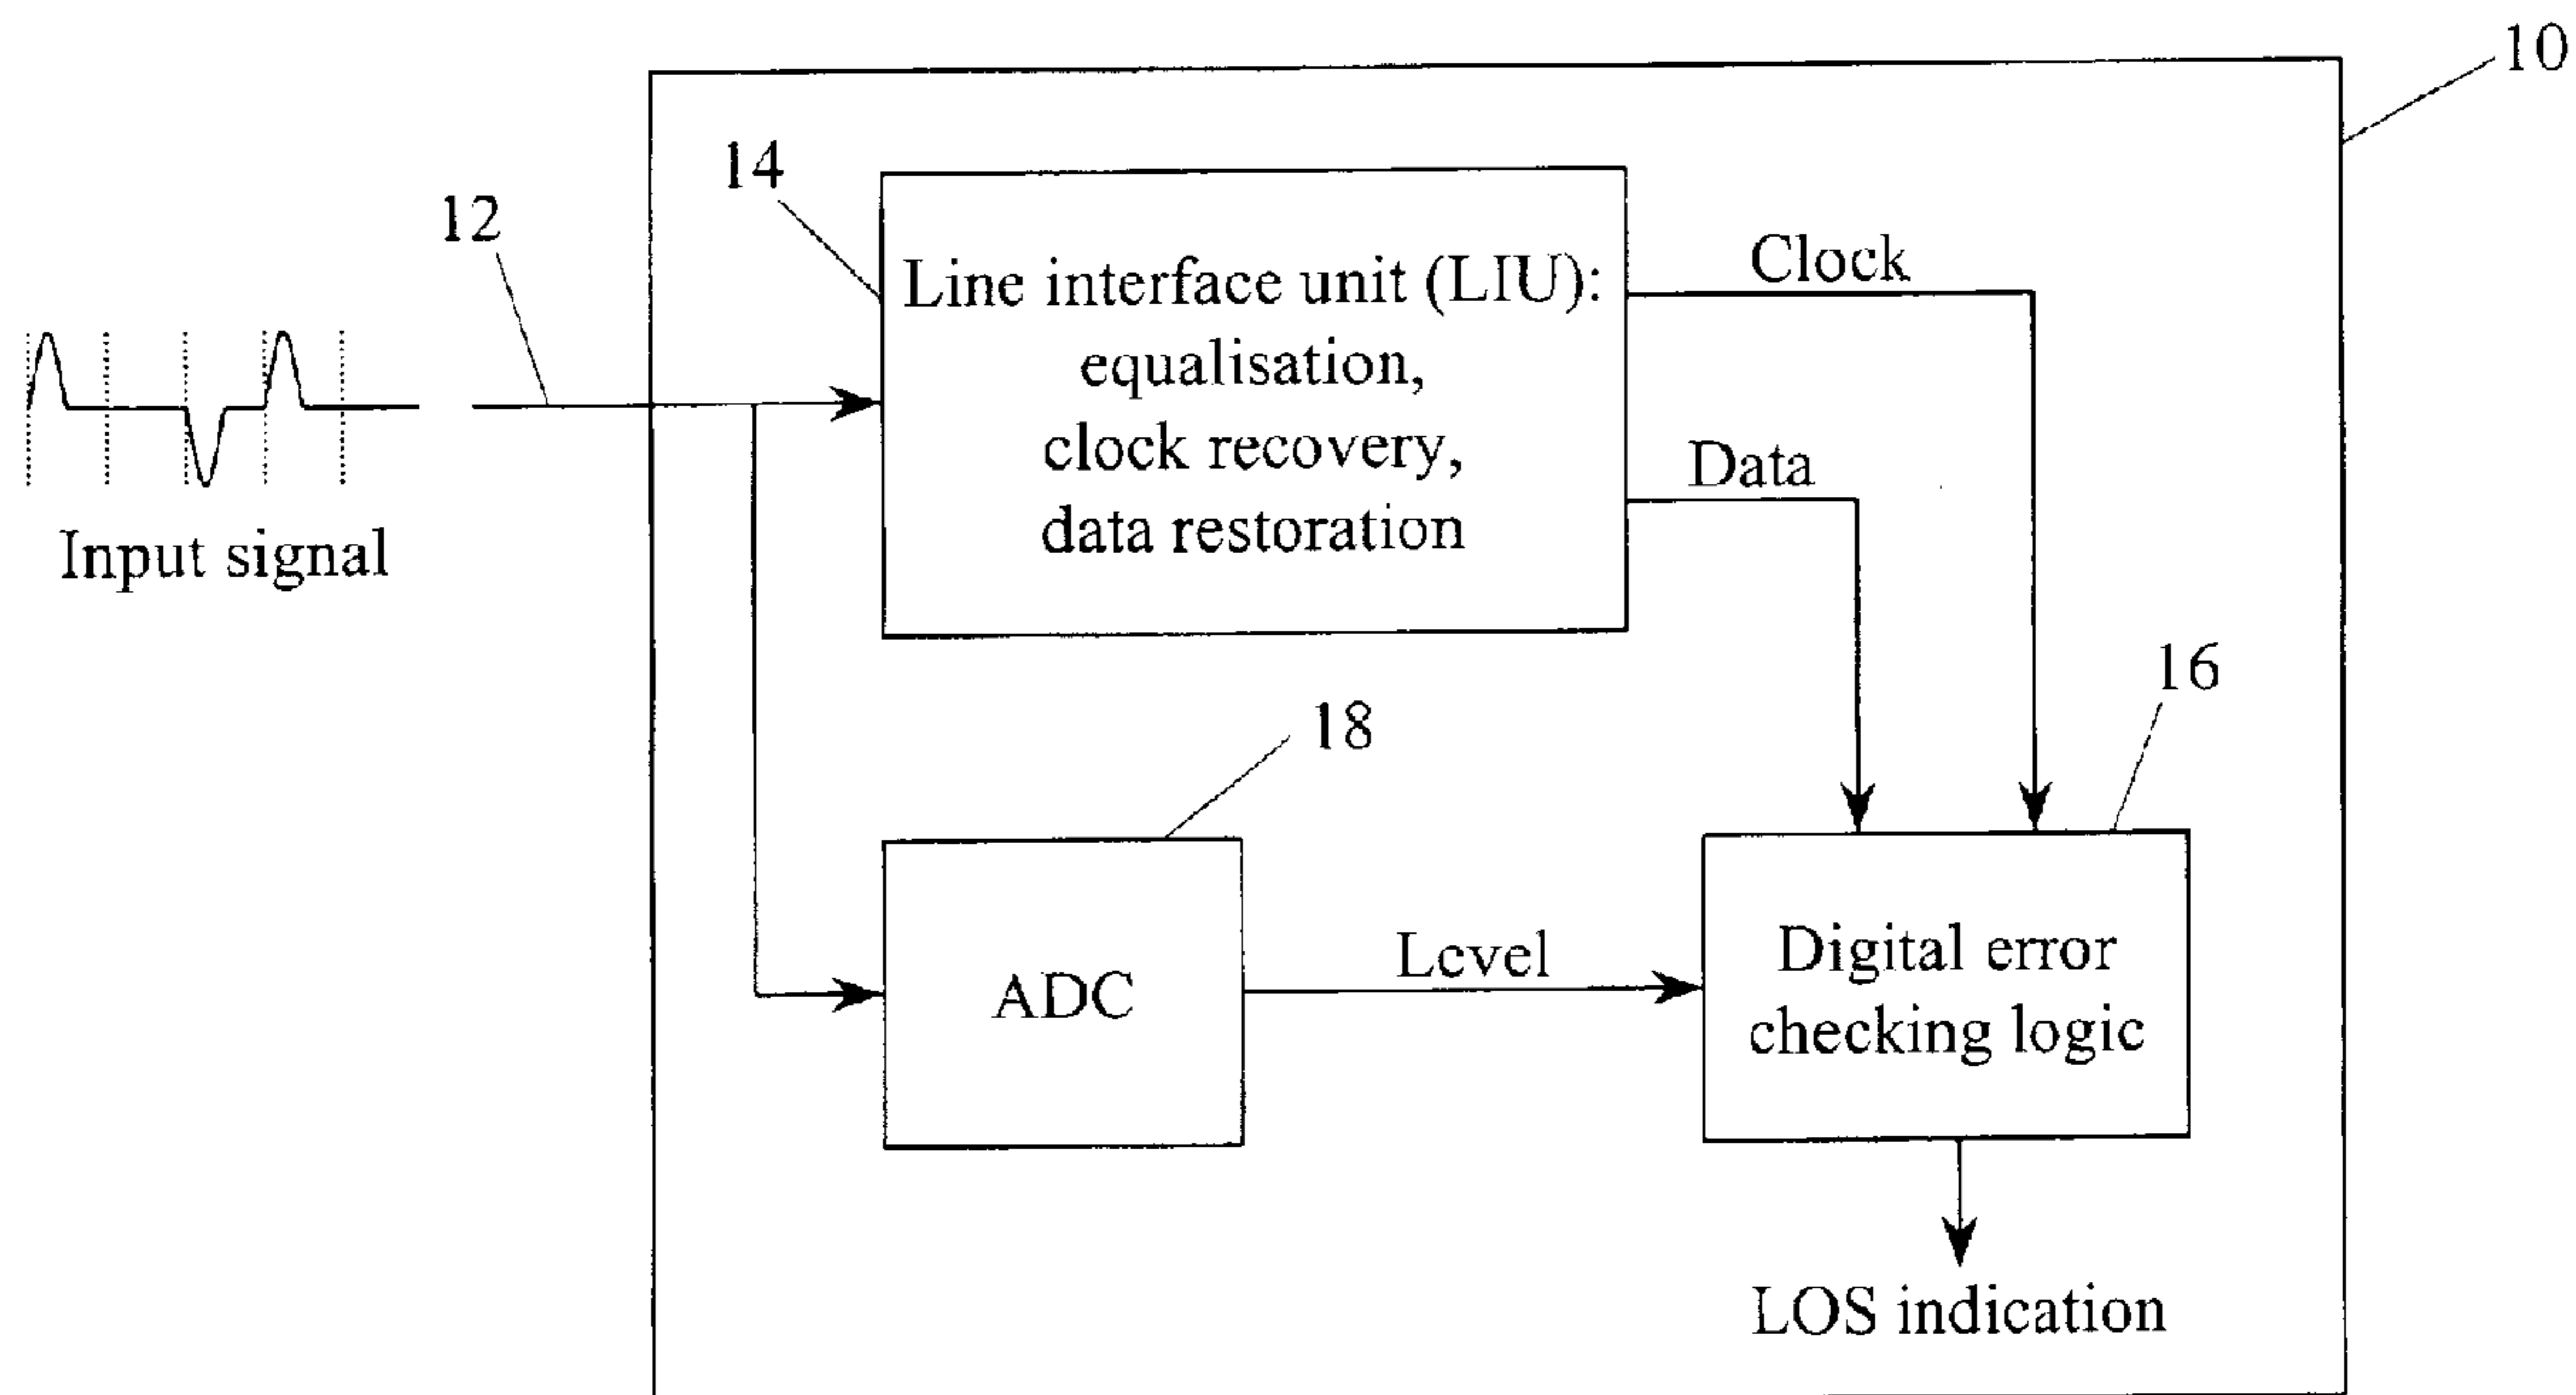 10
14
12
Line interface unit (LIU):
equalisation,
clock recovery,
data restoration
Clock
Data
Input signal
16
18
ADC
Level
Digital error
checking logic
LOS indication